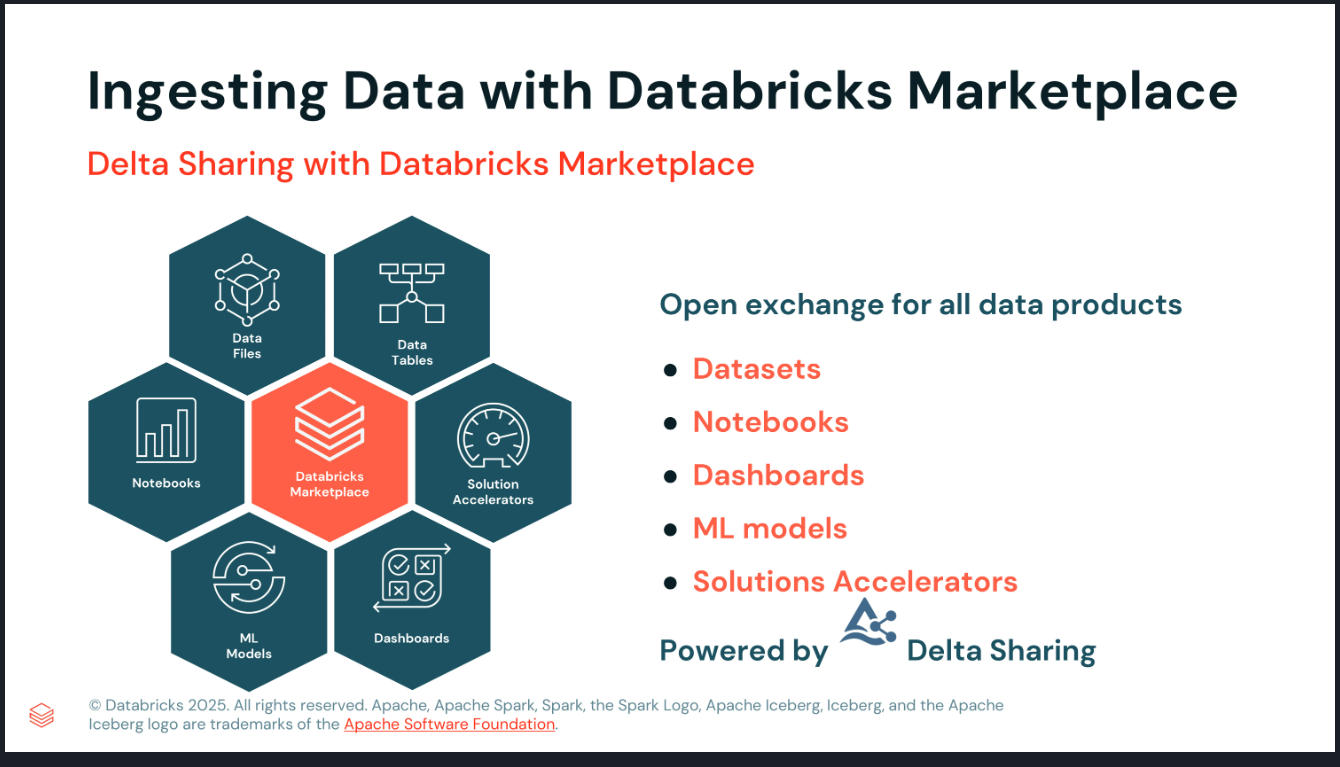 Ingesting Data with Databricks Marketplace
Delta Sharing with Databricks Marketplace
Data
Files
Data
Tables
Notebooks
Databricks
Marketplace
Solution
Accelerators
ML
Models
Dashboards
Open exchange for all data products
● Datasets
● Notebooks
● Dashboards
● ML models
● Solutions Accelerators
Powered by Delta Sharing
© Databricks 2025. All rights reserved. Apache, Apache Spark, Spark, the Spark Logo, Apache Iceberg, Iceberg, and the Apache
Iceberg logo are trademarks of the Apache Software Foundation.